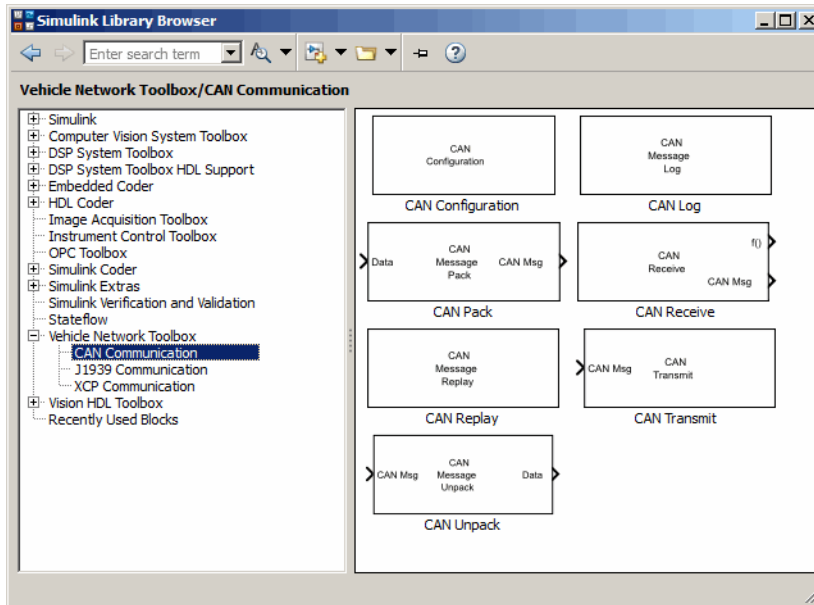 Simulink Library Browser
Enter search term
Vehicle Network Toolbox/CAN Communication
Simulink
Computer Vision System Toolbox
DSP System Toolbox
DSP System Toolbox HDL Support
Embedded Coder
HDL Coder
Image Acquisition Toolbox
Instrument Control Toolbox
OPC Toolbox
Simulink Coder
Simulink Extras
Simulink Verification and Validation
Stateflow
Vehicle Network Toolbox
CAN Communication
J1939 Communication
XCP Communication
Vision HDL Toolbox
Recently Used Blocks
CAN
Configuration
CAN Configuration
CAN
Message
Log
CAN Log
Data
CAN
Message
Pack
CAN Msg
CAN Pack
CAN
Receive
f()
CAN Msg
CAN Receive
CAN
Message
Replay
CAN Replay
CAN Msg
CAN
Transmit
CAN Transmit
CAN Msg
CAN
Message
Unpack
Data
CAN Unpack